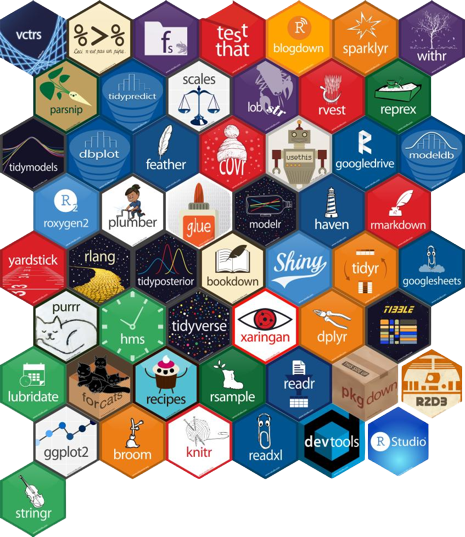 vctrs
%>%
Ceci n'est pas un pipe.
fs
test
that
blogdown
sparklyr
withr
parsnip
tidypredict
scales
lobstr
rvest
reprex
tidymodels
dbplot
feather
covr
usethis
googledrive
modeldb
roxygen2
R2
plumber
glue
modelr
haven
rmarkdown
yardstick
rlang
tidyposterior
bookdown
Shiny
tidyr
googlesheets
purrr
hms
tidyverse
xaringan
dplyr
TIBBLE
lubridate
forcats
recipes
rsample
readr
pkgdown
R2D3
ggplot2
broom
knitr
readxl
devtools
R Studio
stringr